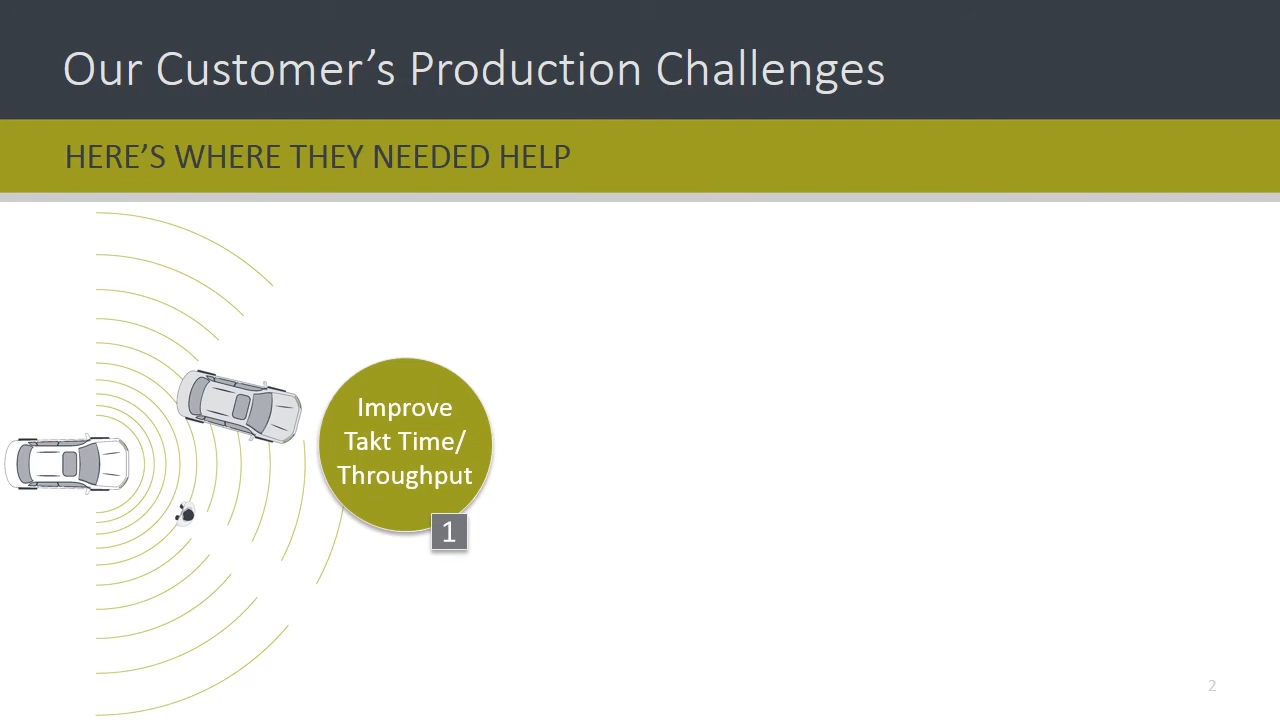 Our Customer’s Production Challenges
HERE’S WHERE THEY NEEDED HELP
Improve
Takt Time/
Throughput
1
2